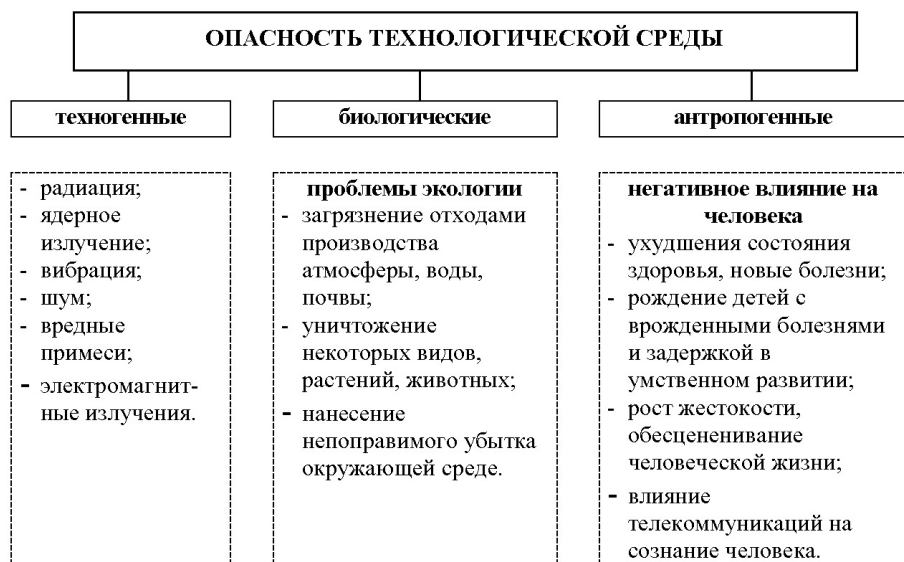 ОПАСНОСТЬ ТЕХНОЛОГИЧЕСКОЙ СРЕДЫ
техногенные
- радиация;
- ядерное
излучение;
- вибрация;
- шум;
- вредные
примеси;
- электромагнит-
ные излучения.
биологические
проблемы экологии
- загрязнение отходами
производства
атмосферы, воды,
почвы;
- уничтожение
некоторых видов,
растений, животных;
- нанесение
непоправимого убытка
окружающей среде.
антропогенные
негативное влияние на
человека
- ухудшения состояния
здоровья, новые болезни;
- рождение детей с
врожденными болезнями
и задержкой в
умственном развитии;
- рост жестокости,
обесцененивание
человеческой жизни;
- влияние
телекоммуникаций на
сознание человека.